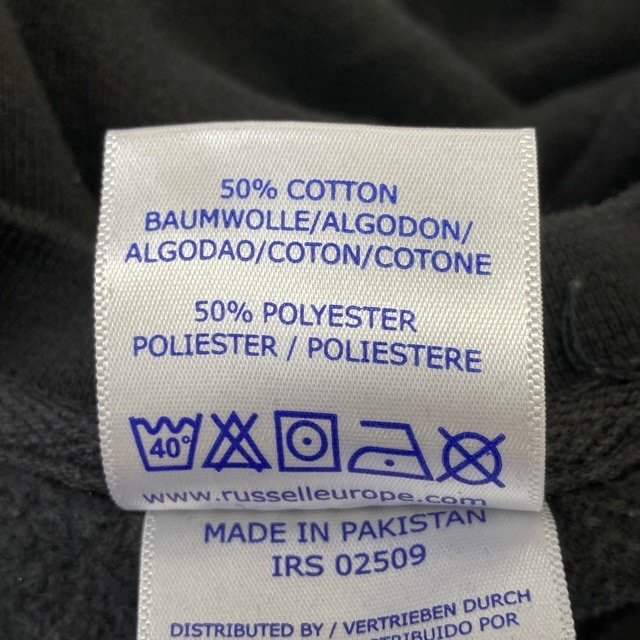 50% COTTON
BAUMWOLLE/ALGODON/
ALGODAO/COTON/COTONE
50% POLYESTER
POLIESTER / POLIESTERE
40°
www.russelleurope.com
MADE IN PAKISTAN
IRS 02509
DISTRIBUTED BY / VERTRIEBEN DURCH
POR